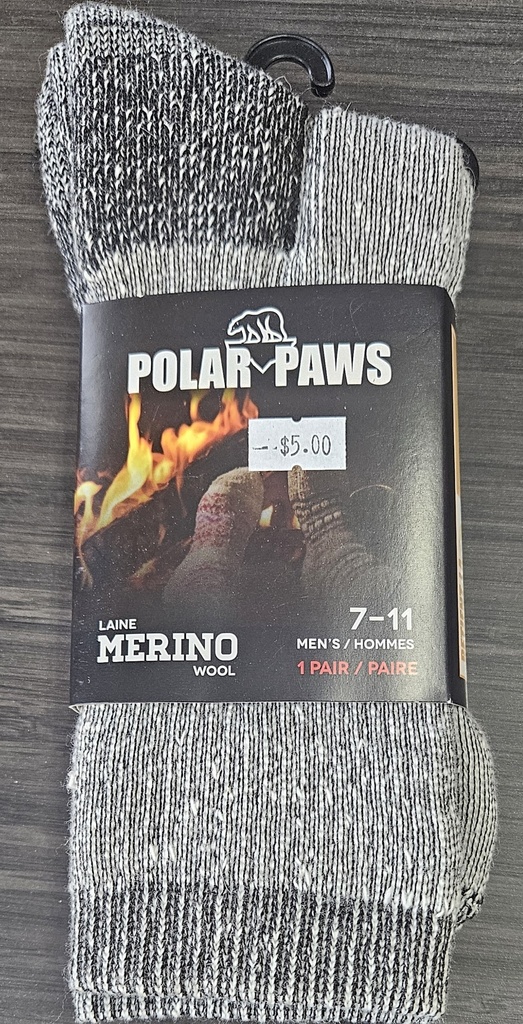 POLAR PAWS
$5.00
LAINE
MERINO
WOOL
7-11
MEN'S / HOMMES
1 PAIR / PAIRE